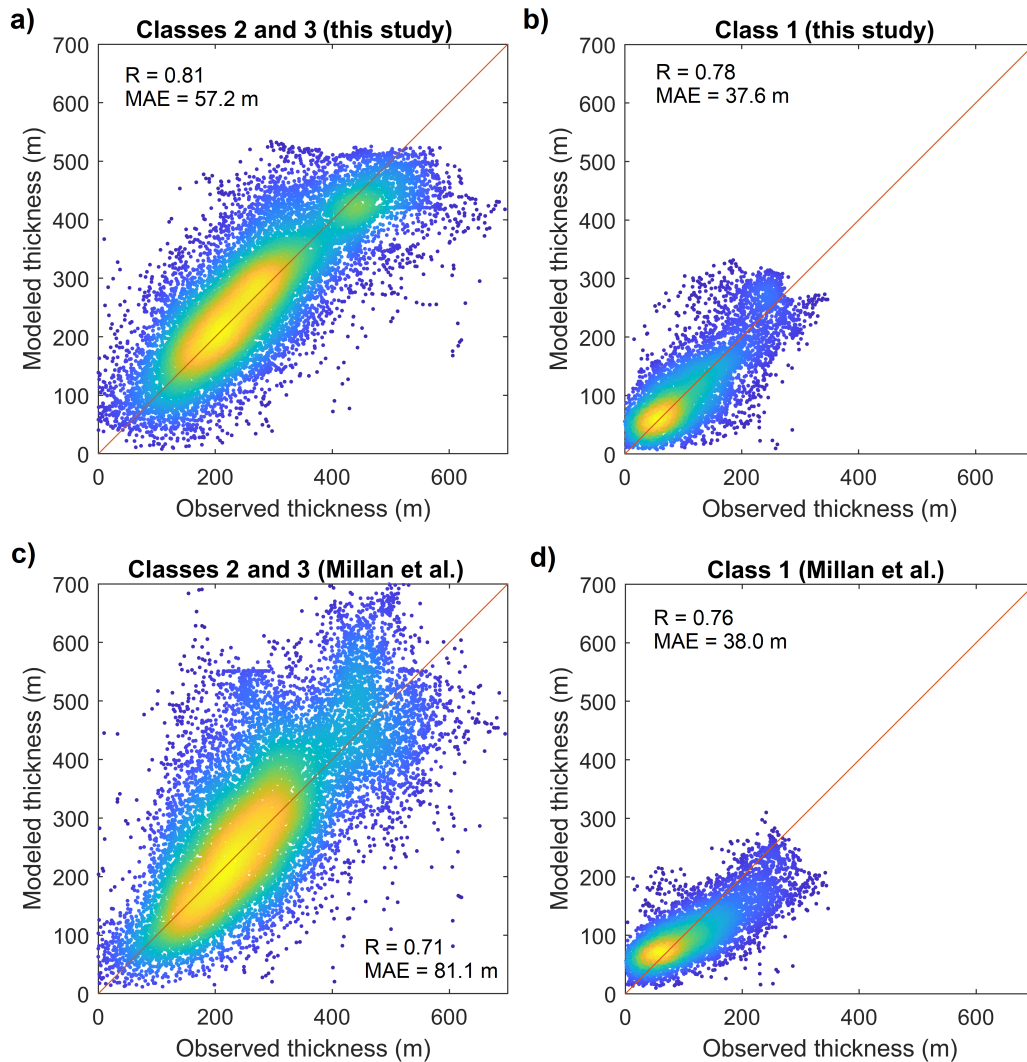 a)
Classes 2 and 3 (this study)
R = 0.81
MAE = 57.2 m
700
600
500
400
300
200
100
0
Modeled thickness (m)
0 200 400 600
Observed thickness (m)
b)
Class 1 (this study)
R = 0.78
MAE = 37.6 m
700
600
500
400
300
200
100
0
Modeled thickness (m)
0 200 400 600
Observed thickness (m)
c)
Classes 2 and 3 (Millan et al.)
700
600
500
400
300
200
100
0
Modeled thickness (m)
R = 0.71
MAE = 81.1 m
0 200 400 600
Observed thickness (m)
d)
Class 1 (Millan et al.)
R = 0.76
MAE = 38.0 m
700
600
500
400
300
200
100
0
Modeled thickness (m)
0 200 400 600
Observed thickness (m)